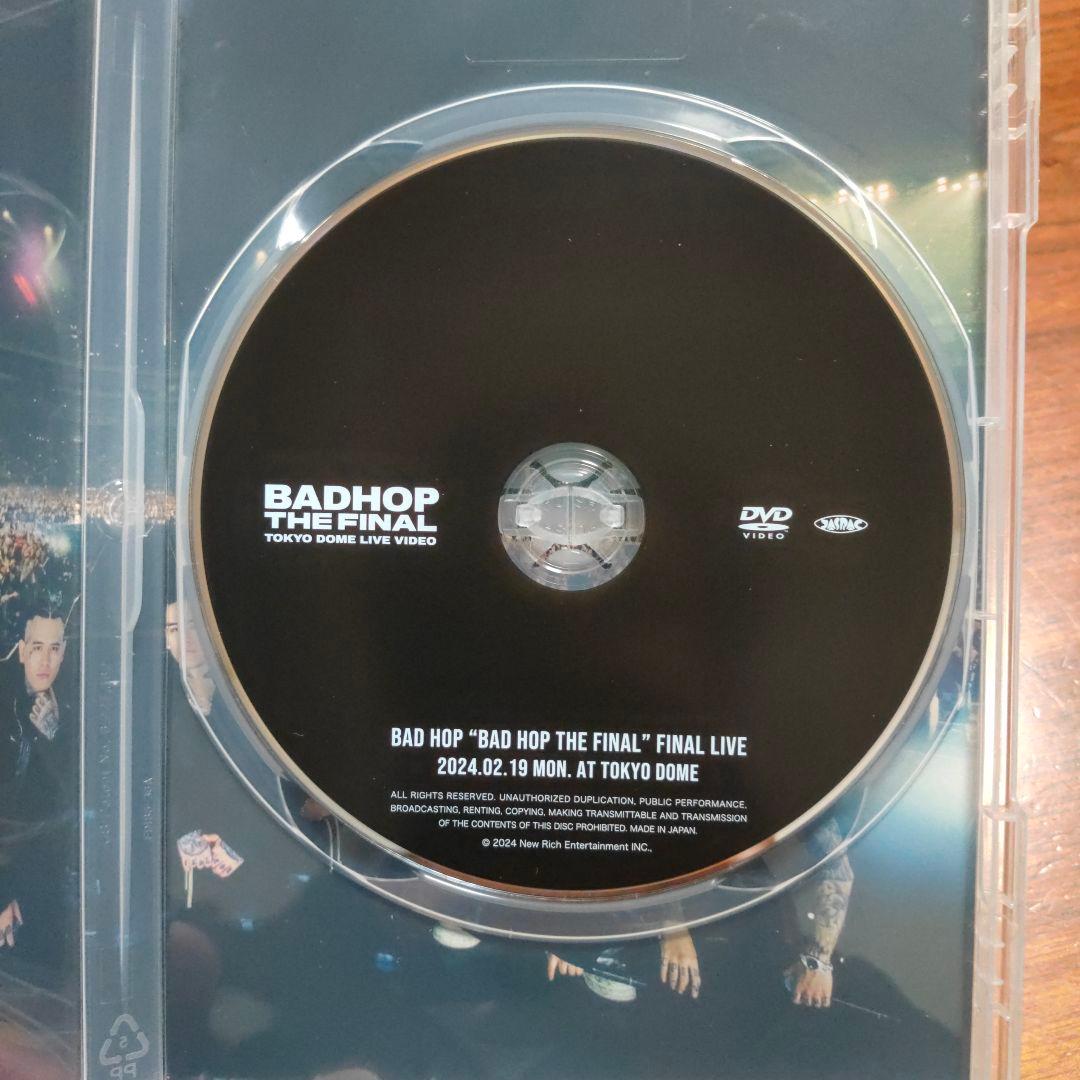 BADHOP
THE FINAL
TOKYO DOME LIVE VIDEO
DVD
VIDEO
JASRAC
BAD HOP “BAD HOP THE FINAL” FINAL LIVE
2024.02.19 MON. AT TOKYO DOME
ALL RIGHTS RESERVED. UNAUTHORIZED DUPLICATION, PUBLIC PERFORMANCE,
BROADCASTING, RENTING, COPYING, MAKING TRANSMITTABLE AND TRANSMISSION
OF THE CONTENTS OF THIS DISC PROHIBITED. MADE IN JAPAN.
© 2024 New Rich Entertainment INC.,
5
PP